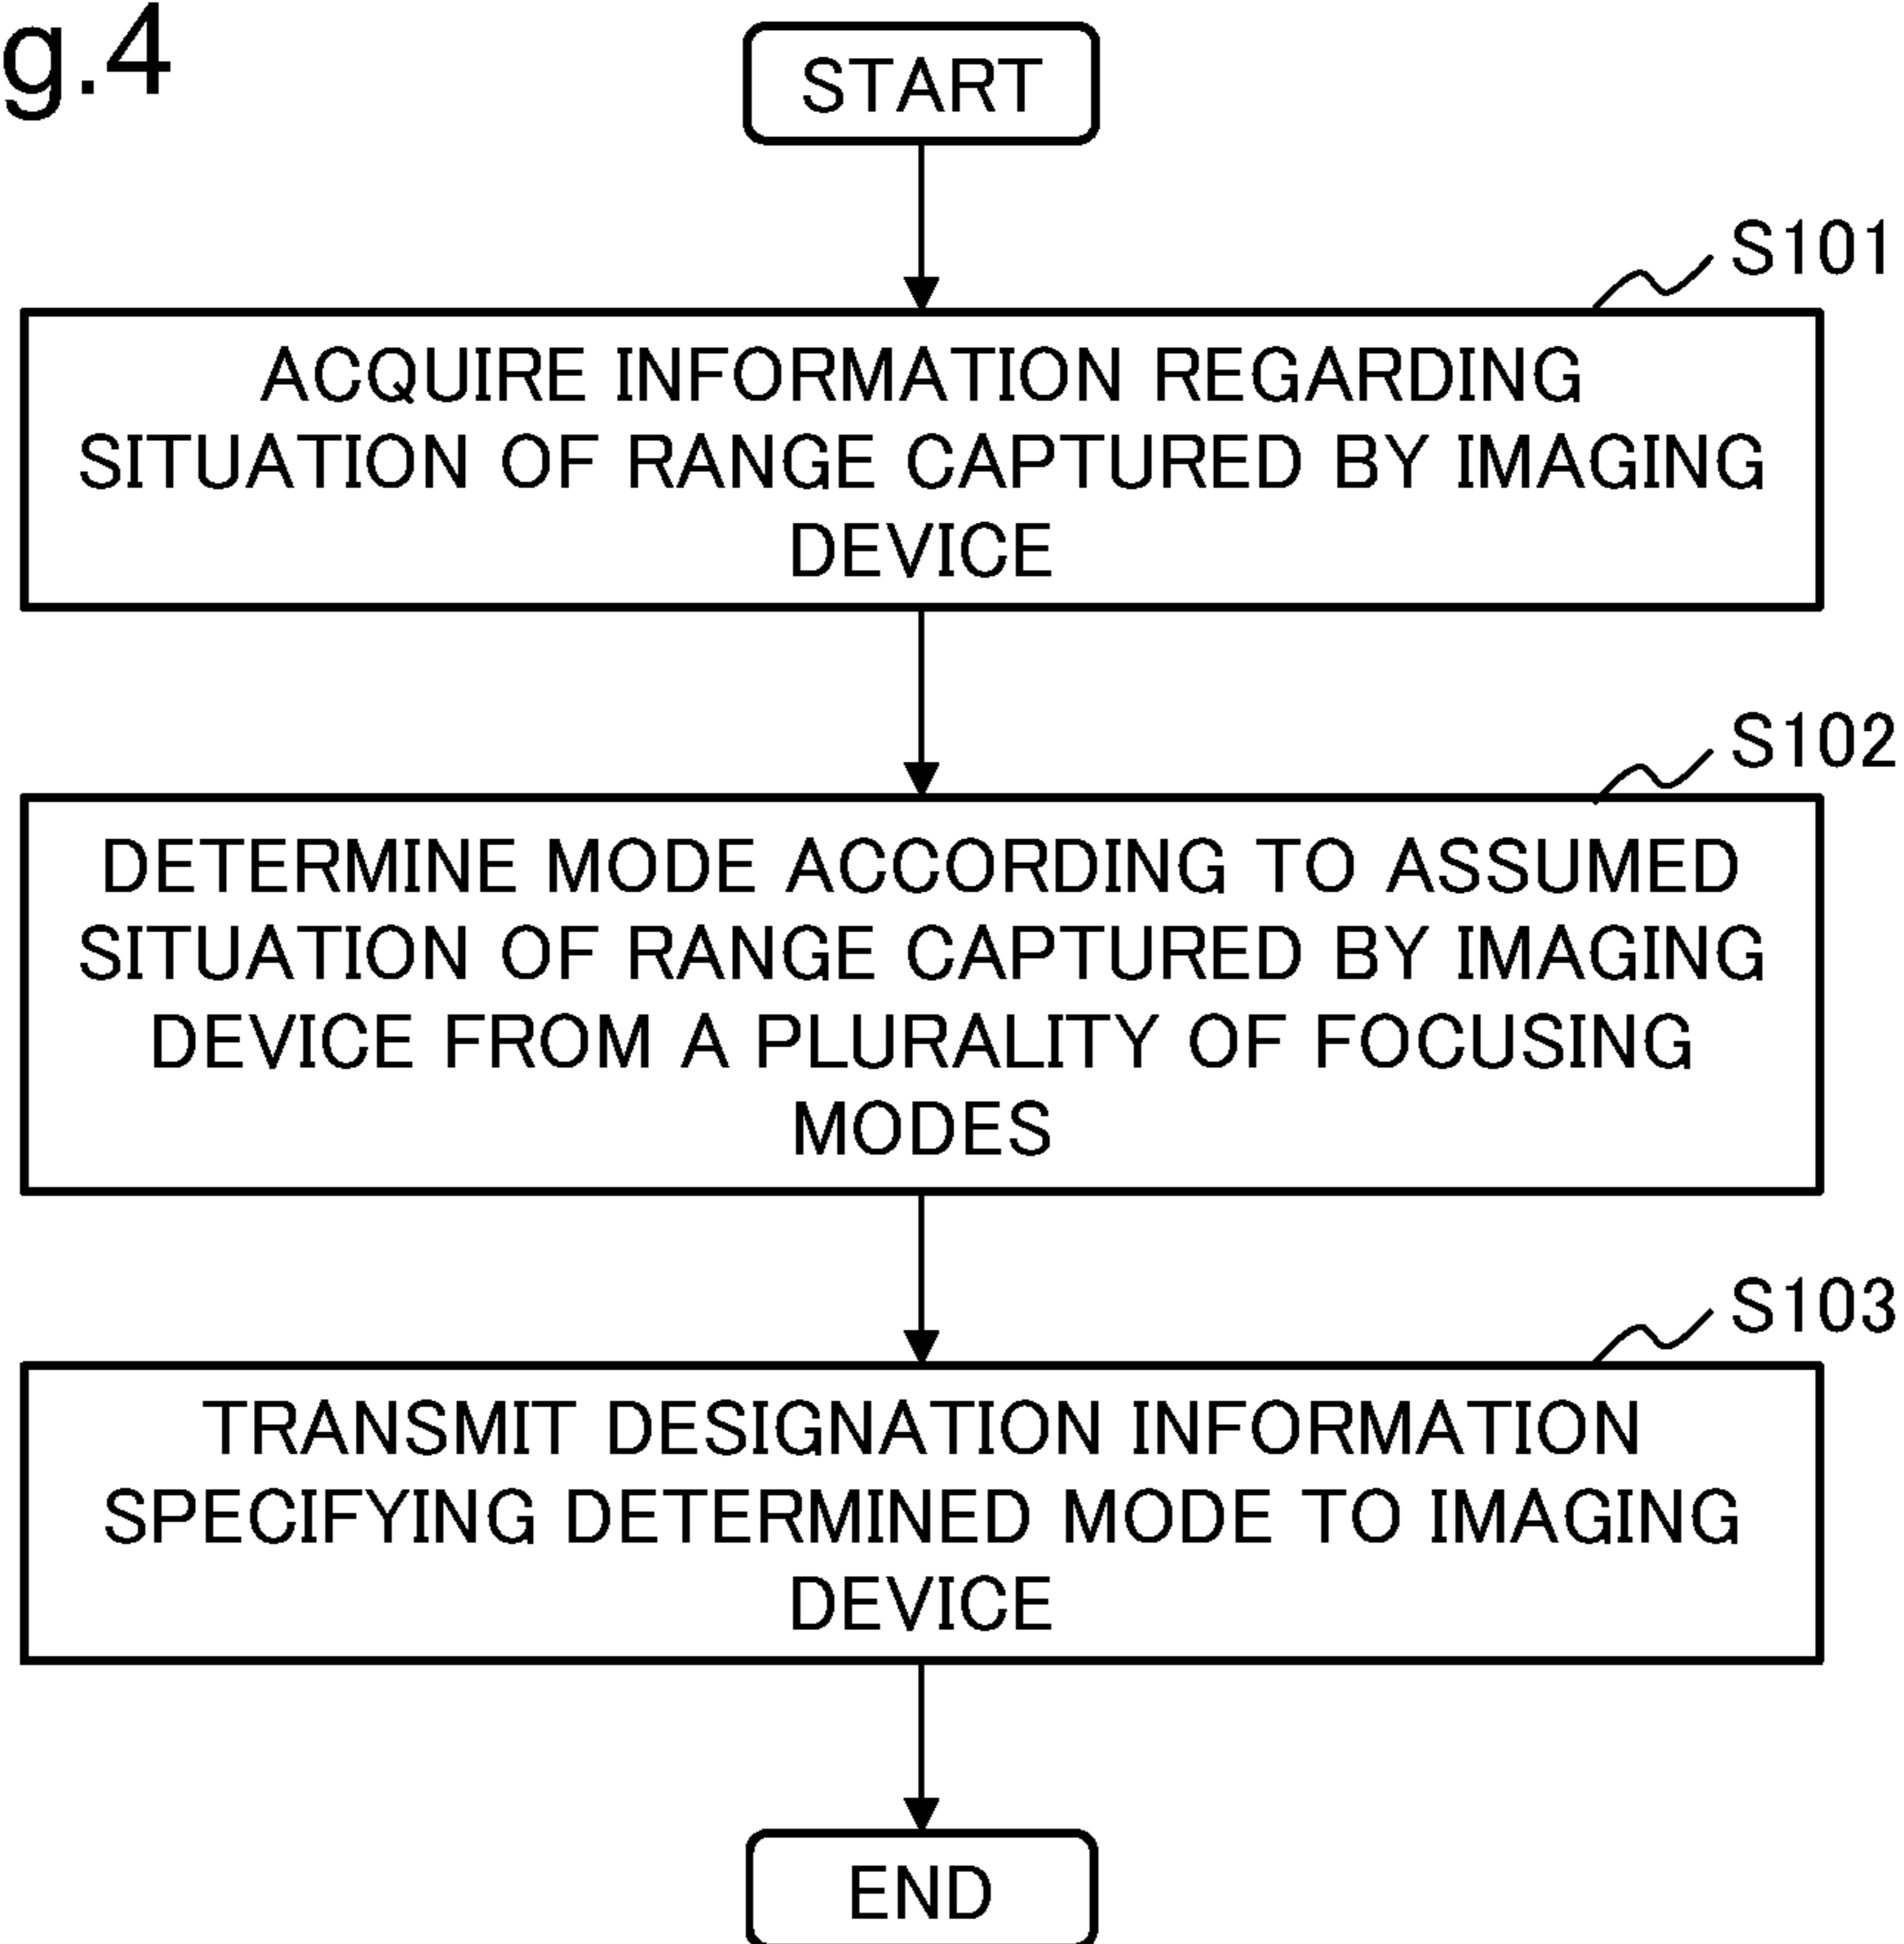 g.4
START
S101
ACQUIRE INFORMATION REGARDING
SITUATION OF RANGE CAPTURED BY IMAGING
DEVICE
S102
DETERMINE MODE ACCORDING TO ASSUMED
SITUATION OF RANGE CAPTURED BY IMAGING
DEVICE FROM A PLURALITY OF FOCUSING
MODES
S103
TRANSMIT DESIGNATION INFORMATION
SPECIFYING DETERMINED MODE TO IMAGING
DEVICE
END